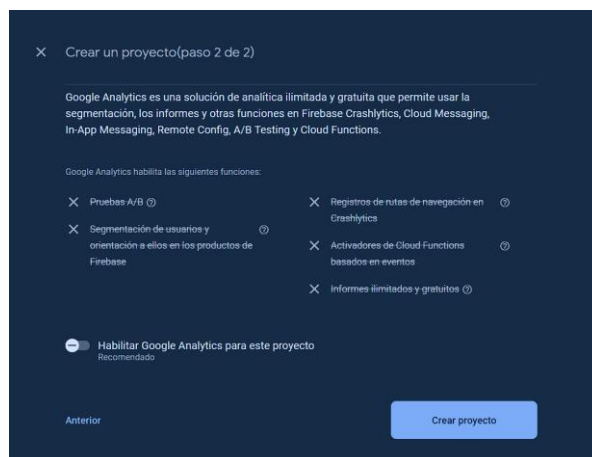 Crear un proyecto(paso 2 de 2)
Google Analytics es una solución de analítica ilimitada y gratuita que permite usar la
segmentación, los informes y otras funciones en Firebase Crashlytics, Cloud Messaging,
In-App Messaging, Remote Config, A/B Testing y Cloud Functions.
Google Analytics habilita las siguientes funciones:
Pruebas A/B
Segmentación de usuarios y
orientación a ellos en los productos de
Firebase
Registros de rutas de navegación en
Crashlytics
Activadores de Cloud Functions
basados en eventos
Informes ilimitados y gratuitos
Habilitar Google Analytics para este proyecto
Recomendado
Anterior
Crear proyecto